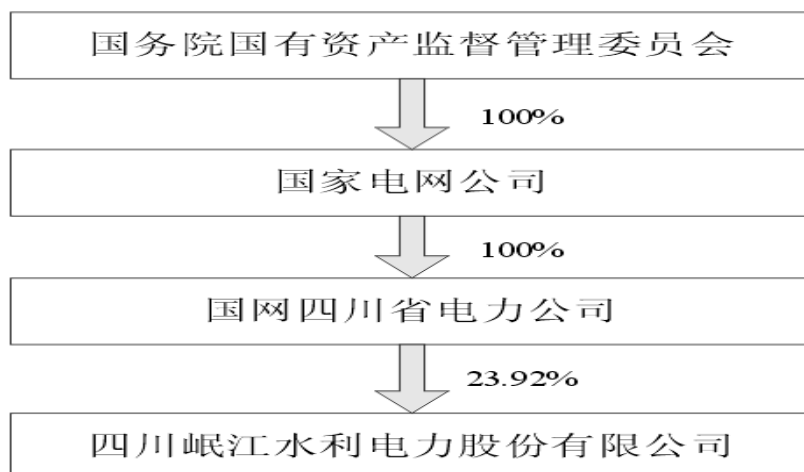 国务院国有资产监督管理委员会
100%
国家电网公司
100%
国网四川省电力公司
23.92%
四川岷江水利电力股份有限公司